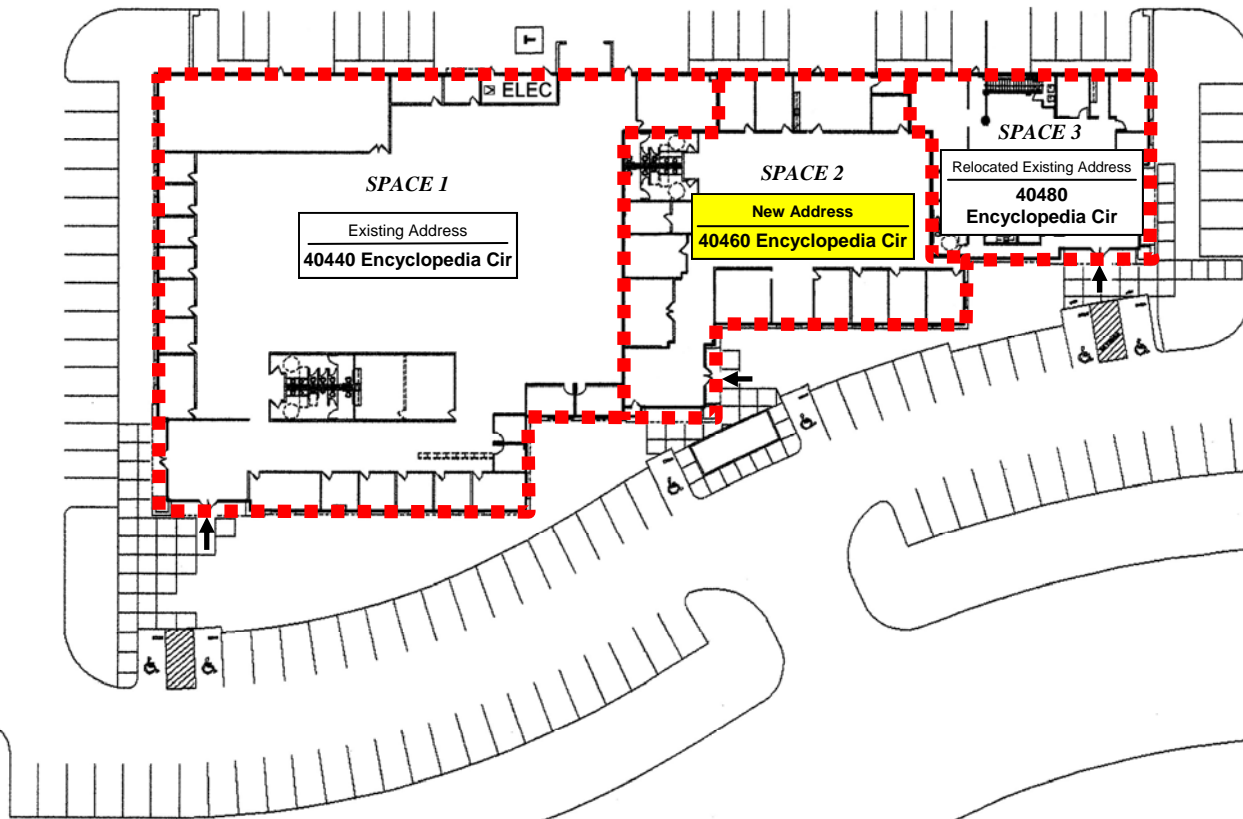 T
ELEC
SPACE 3
SPACE 1
SPACE 2
Relocated Existing Address
40480
Encyclopedia Cir
New Address
40460 Encyclopedia Cir
Existing Address
40440 Encyclopedia Cir